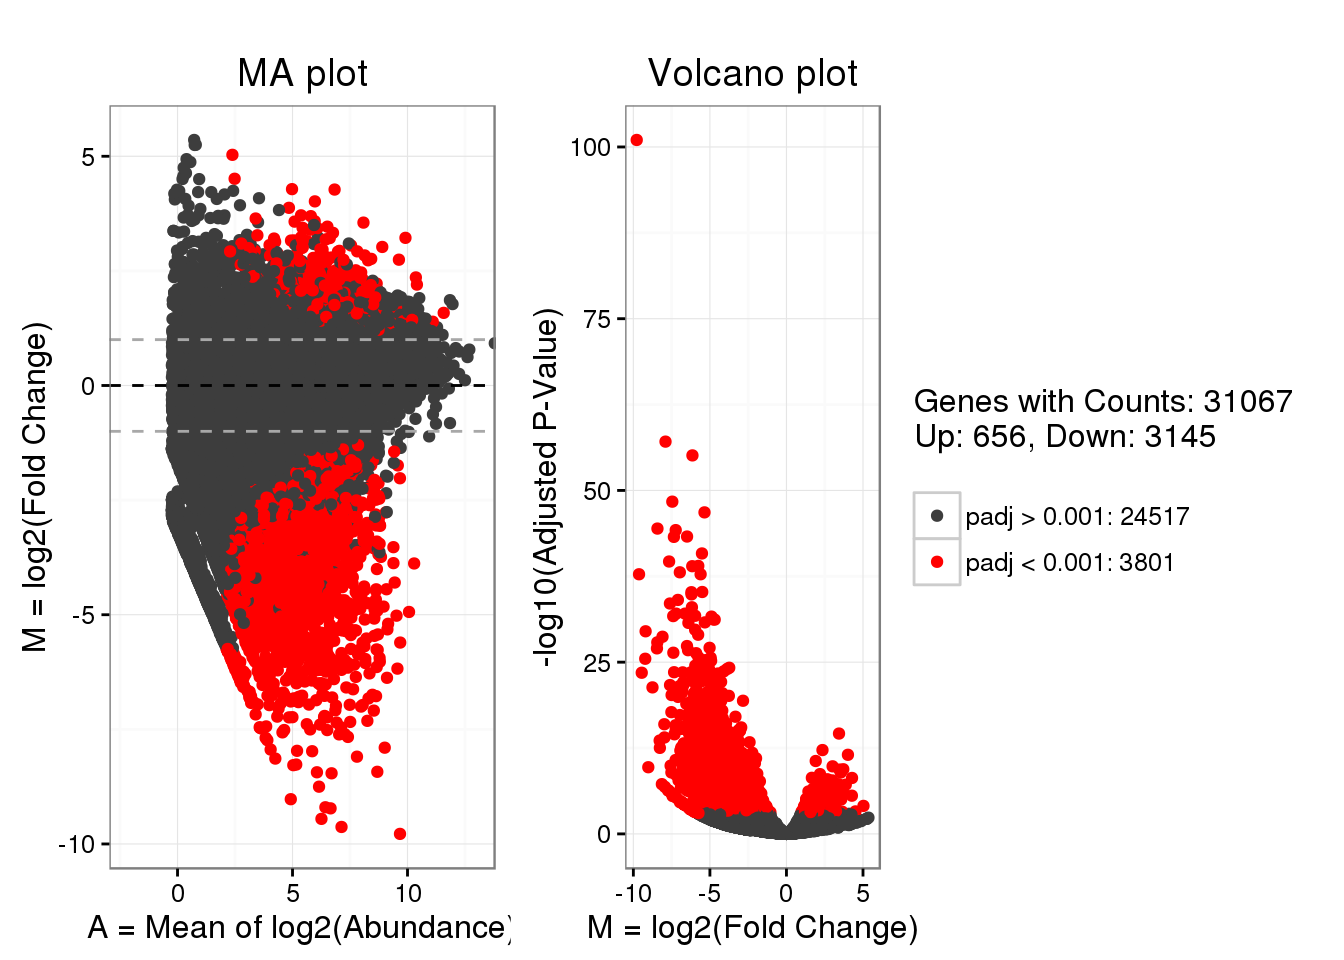 MA plot
M = log2(Fold Change)
5
0
-5
-10
0
5
10
A = Mean of log2(Abundance)
Volcano plot
-log10(Adjusted P-Value)
100
75
50
25
0
-10
-5
0
5
M = log2(Fold Change)
Genes with Counts: 31067
Up: 656, Down: 3145
padj > 0.001: 24517
padj < 0.001: 3801